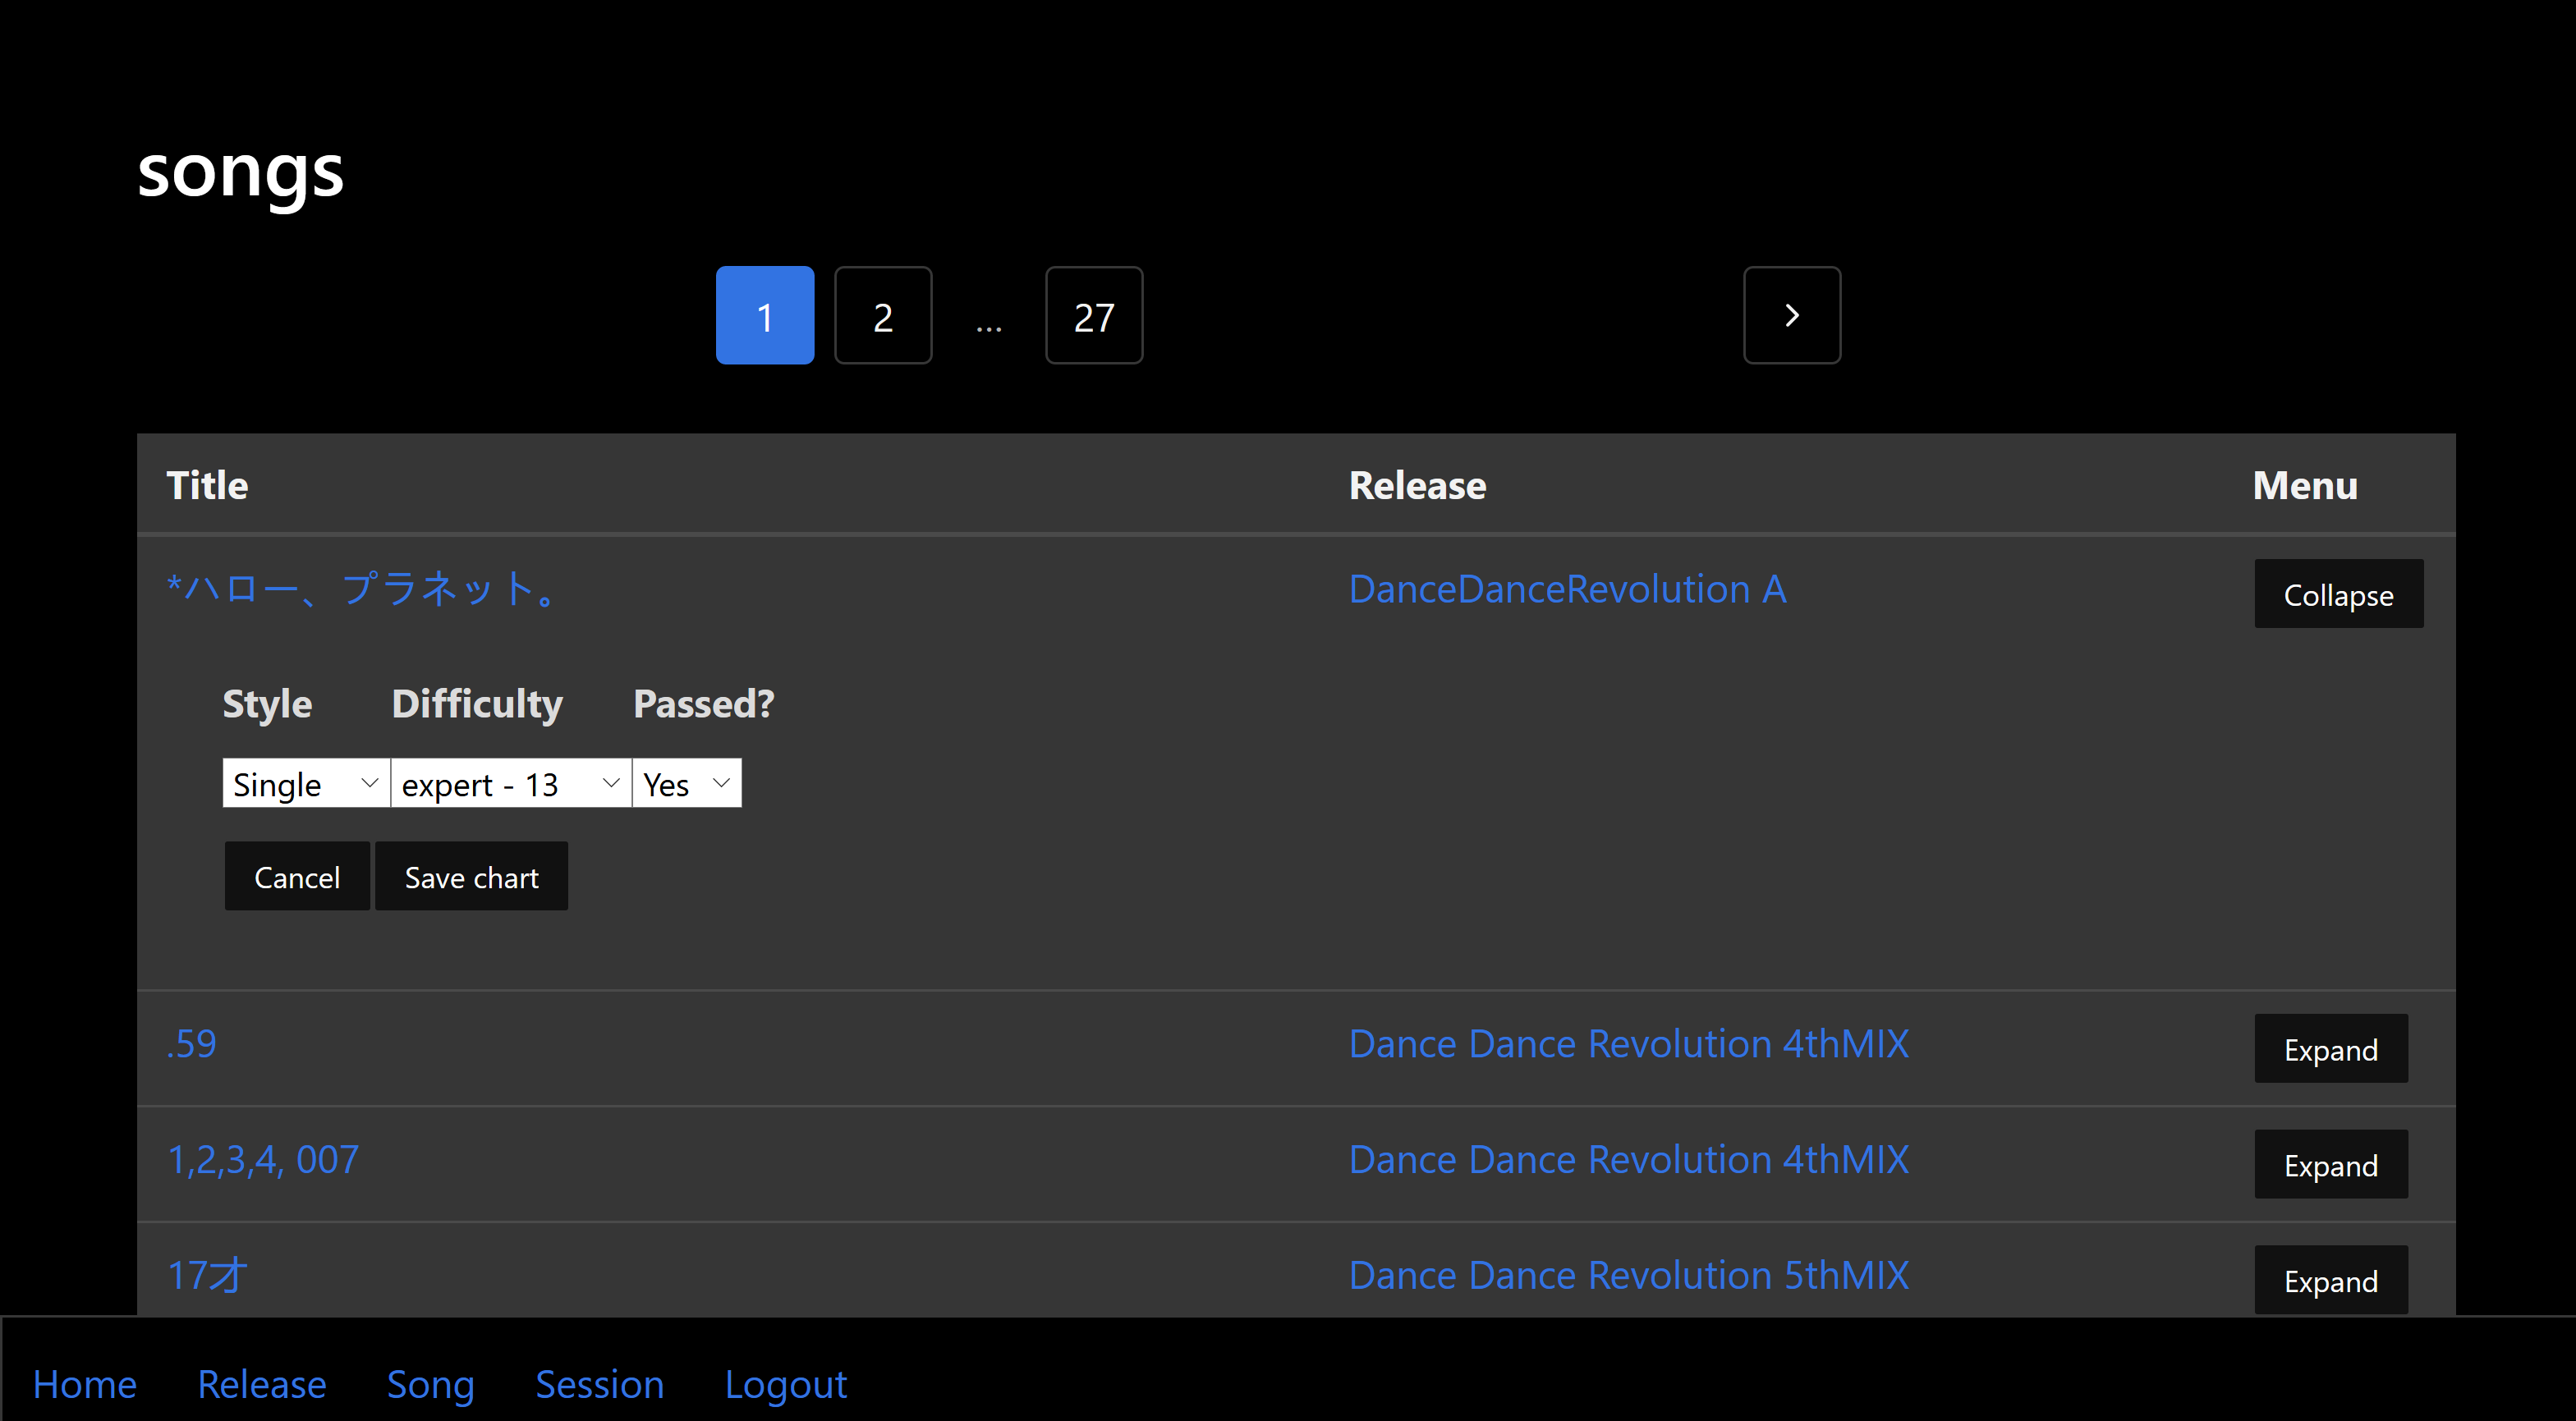 songs
1 2 … 27
Title Release Menu
*ハロー、プラネット。 DanceDanceRevolution A Collapse
Style Difficulty Passed?
Single expert - 13 Yes
Cancel Save chart
.59 Dance Dance Revolution 4thMIX Expand
1,2,3,4, 007 Dance Dance Revolution 4thMIX Expand
17才 Dance Dance Revolution 5thMIX Expand
Home Release Song Session Logout